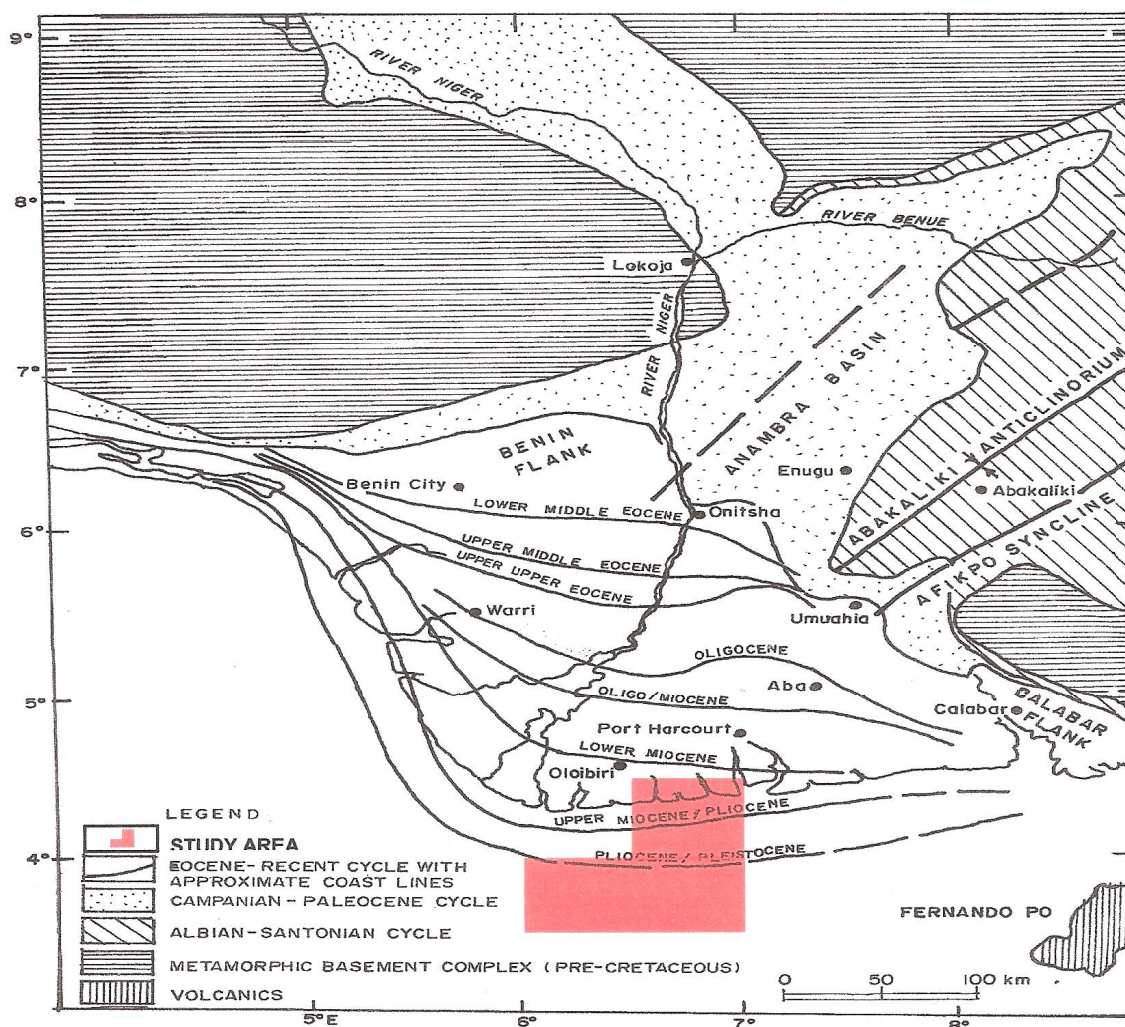 9°
RIVER NIGER
8°
RIVER BENUE
Lokoja
RIVER NIGER
7°
ANAMBRA BASIN
ABAKALIKI ANTICLINORIUM
BENIN
FLANK
Enugu
Benin City
Abakaliki
LOWER MIDDLE EOCENE
Onitsha
6°
UPPER MIDDLE EOCENE
AFIKPO SYNCLINE
UPPER UPPER EOCENE
Warri
Umuahia
OLIGOCENE
OLIGO/MIOCENE
Aba
5°
Calabar
CALABAR
FLANK
Port Harcourt
LOWER MIOCENE
Oloibiri
UPPER MIOCENE/PLIOCENE
PLIOCENE/PLEISTOCENE
4°
LEGEND
STUDY AREA
EOCENE-RECENT CYCLE WITH
APPROXIMATE COAST LINES
CAMPANIAN-PALEOCENE CYCLE
ALBIAN-SANTONIAN CYCLE
METAMORPHIC BASEMENT COMPLEX (PRE-CRETACEOUS)
VOLCANICS
FERNANDO PO
0 50 100 km
5°E 6° 7° 8°